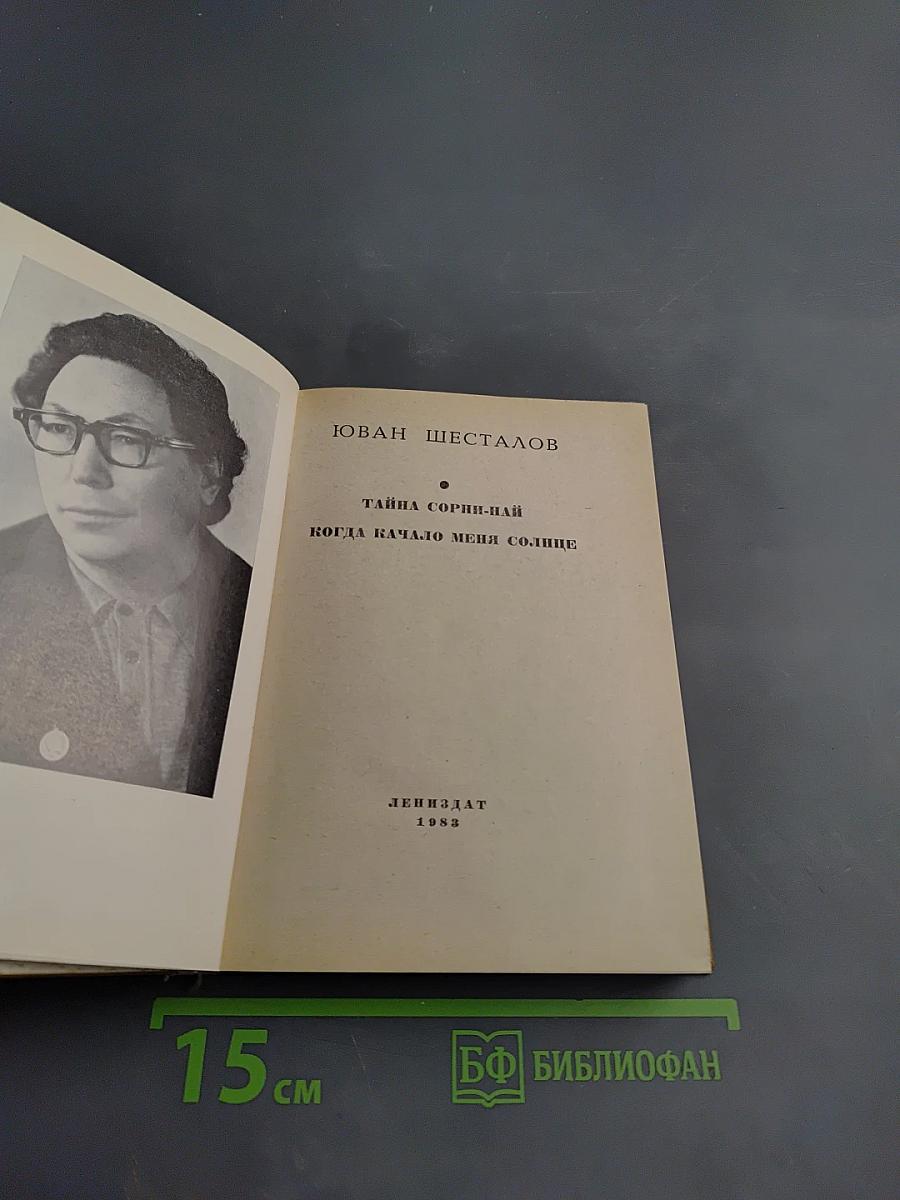 ЮВАН ШЕСТАЛОВ
ТАЙНА СОРНИ-НАЙ
КОГДА КАЧАЛО МЕНЯ СОЛНЦЕ
ЛЕНИЗДАТ
1983
15 СМ
БФ БИБЛИОФАН